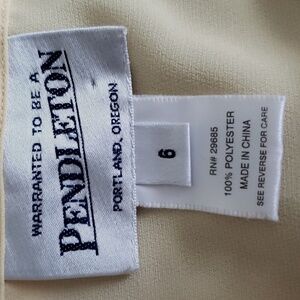 WARRANTED TO BE A
PENDLETON
PORTLAND, OREGON
6
RN# 29685
100% POLYESTER
MADE IN CHINA
SEE REVERSE FOR CARE